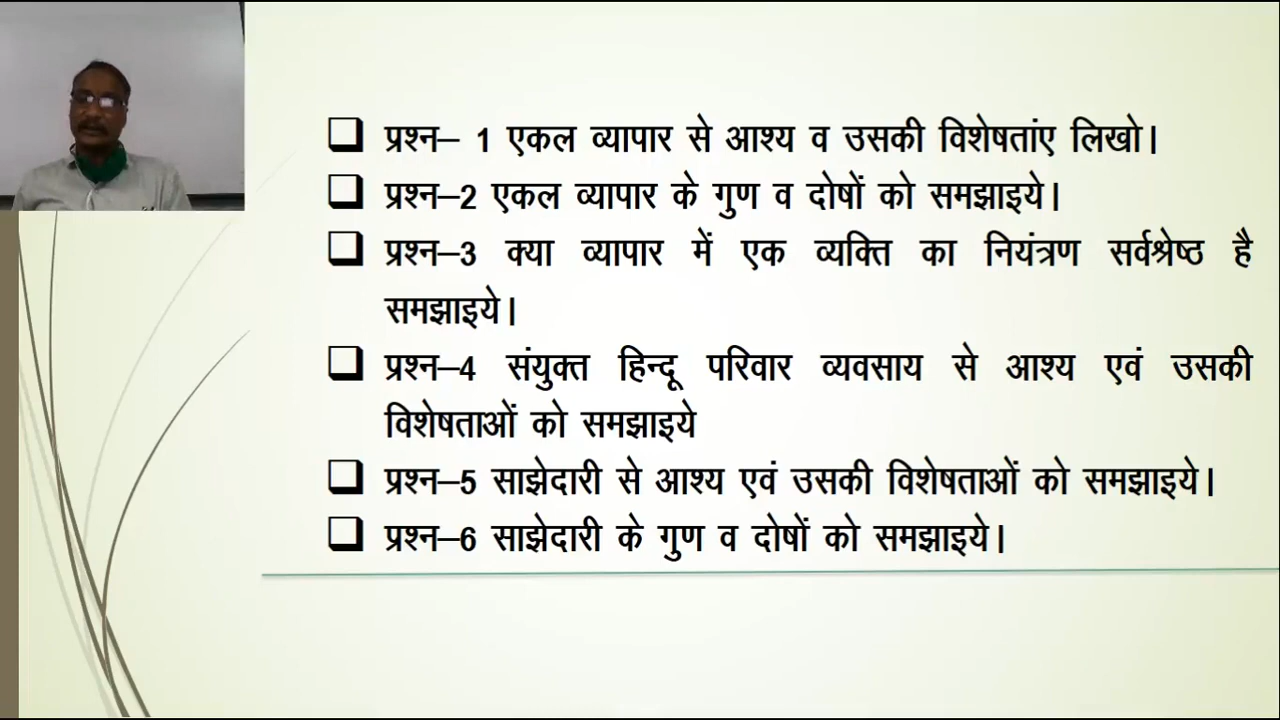 ❑ प्रश्न– 1 एकल व्यापार से आश्य व उसकी विशेषतांए लिखो।
❑ प्रश्न–2 एकल व्यापार के गुण व दोषों को समझाइये।
❑ प्रश्न–3 क्या व्यापार में एक व्यक्ति का नियंत्रण सर्वश्रेष्ठ है
समझाइये।
❑ प्रश्न–4 संयुक्त हिन्दू परिवार व्यवसाय से आश्य एवं उसकी
विशेषताओं को समझाइये
❑ प्रश्न–5 साझेदारी से आश्य एवं उसकी विशेषताओं को समझाइये।
❑ प्रश्न–6 साझेदारी के गुण व दोषों को समझाइये।